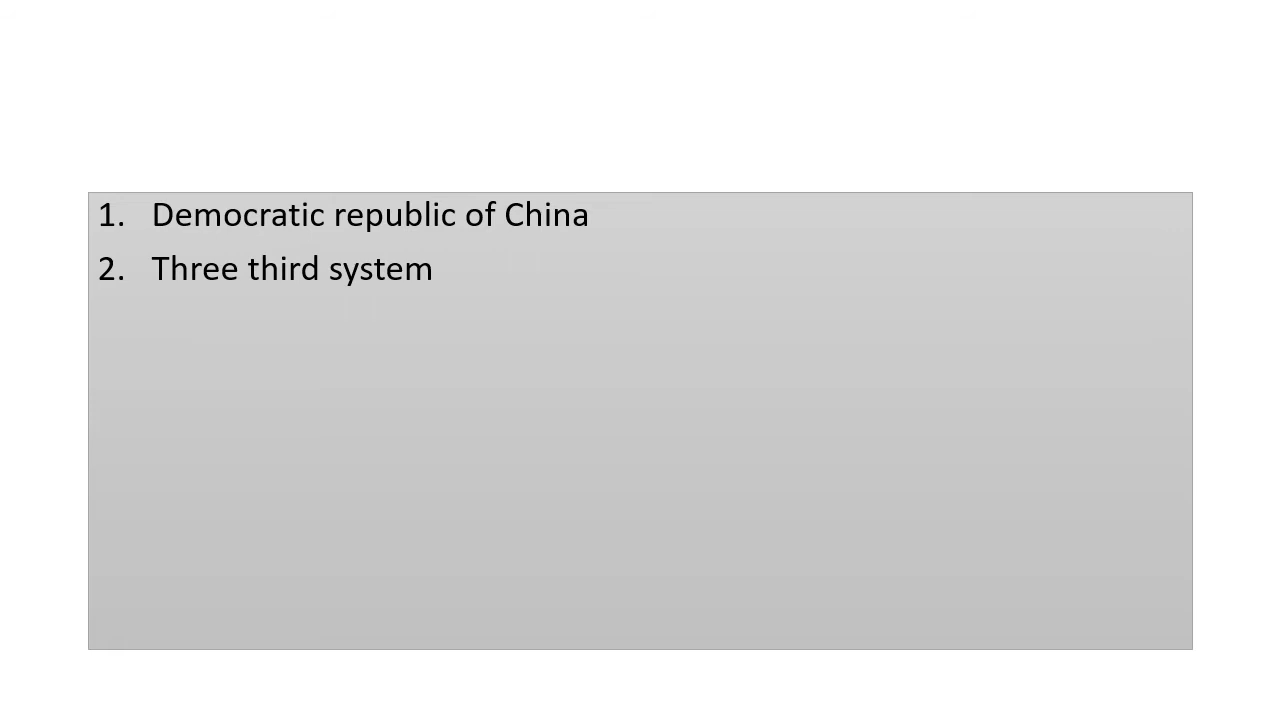 1. Democratic republic of China
2. Three third system